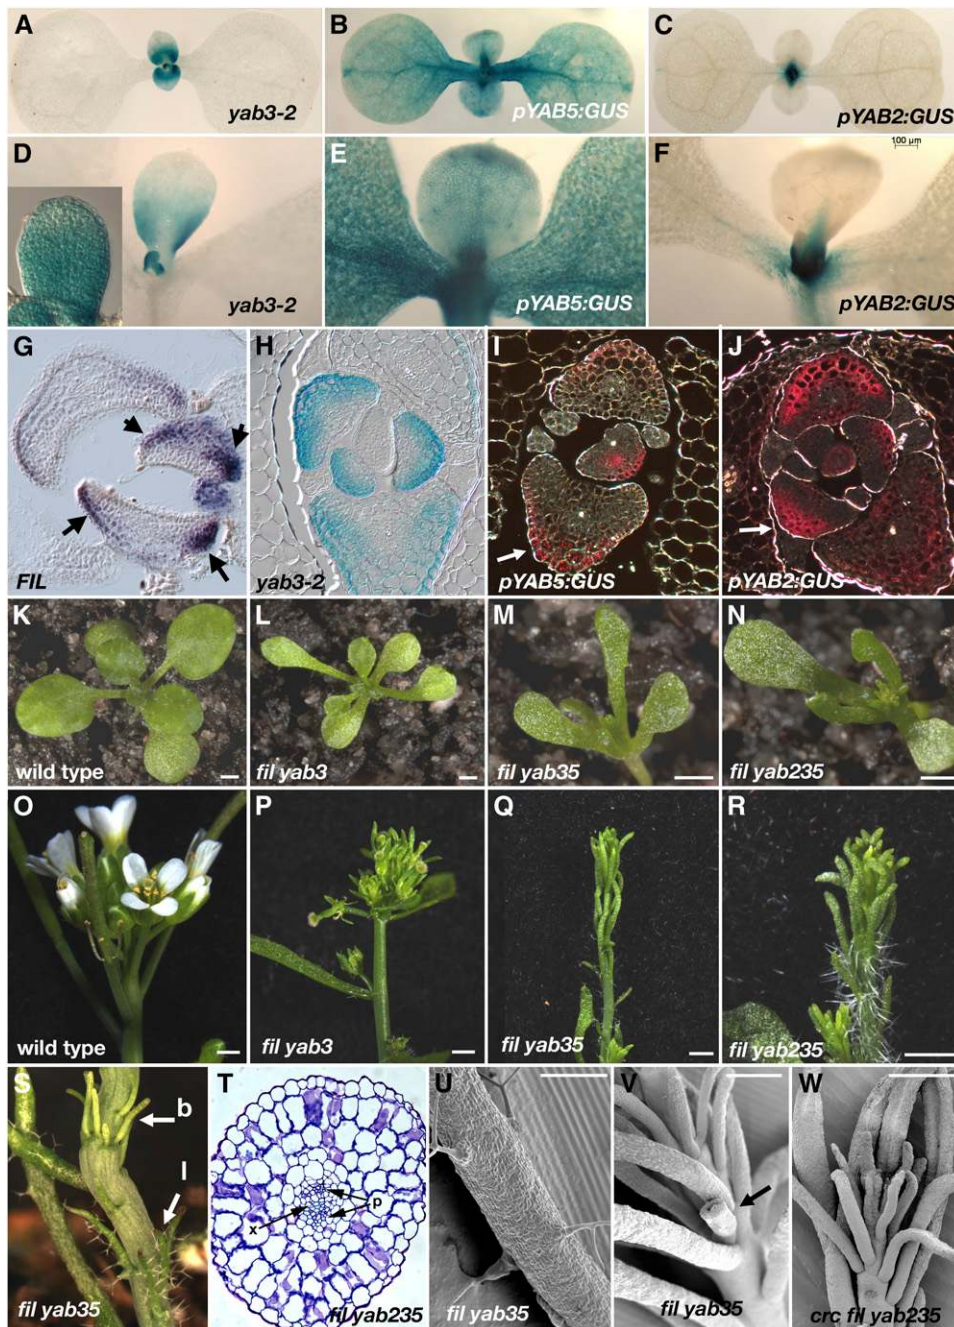 A
yab3-2
B
pYAB5:GUS
C
pYAB2:GUS
D
yab3-2
E
pYAB5:GUS
F
100 µm
pYAB2:GUS
G
FIL
H
yab3-2
I
pYAB5:GUS
J
pYAB2:GUS
K
wild type
L
fil yab3
M
fil yab35
N
fil yab235
O
wild type
P
fil yab3
Q
fil yab35
R
fil yab235
S
b
l
fil yab35
T
p
x
fil yab235
U
fil yab35
V
fil yab35
W
crc fil yab235